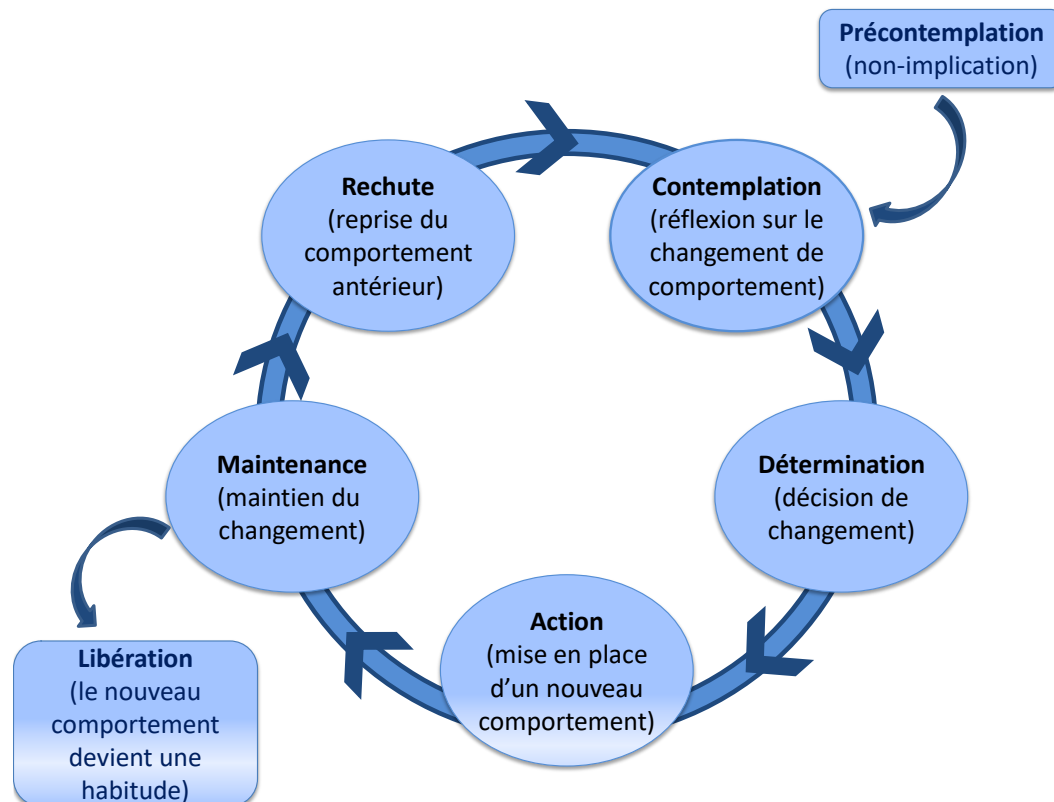 Précontemplation
(non-implication)
Rechute
(reprise du
comportement
antérieur)
Contemplation
(réflexion sur le
changement de
comportement)
Maintenance
(maintien du
changement)
Détermination
(décision de
changement)
Action
(mise en place
d’un nouveau
comportement)
Libération
(le nouveau
comportement
devient une
habitude)